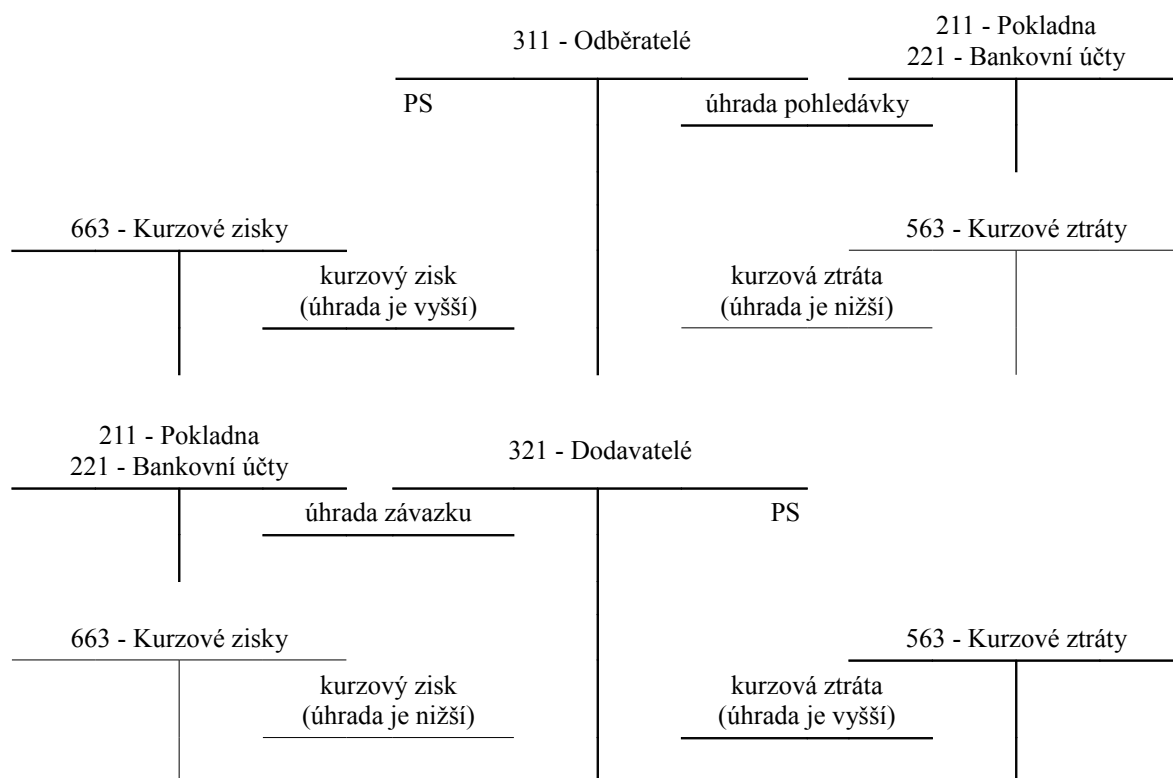 311 - Odběratelé
211 - Pokladna
221 - Bankovní účty
PS
úhrada pohledávky
663 - Kurzové zisky
563 - Kurzové ztráty
kurzový zisk
(úhrada je vyšší)
kurzová ztráta
(úhrada je nižší)
211 - Pokladna
221 - Bankovní účty
321 - Dodavatelé
úhrada závazku
PS
663 - Kurzové zisky
563 - Kurzové ztráty
kurzový zisk
(úhrada je nižší)
kurzová ztráta
(úhrada je vyšší)